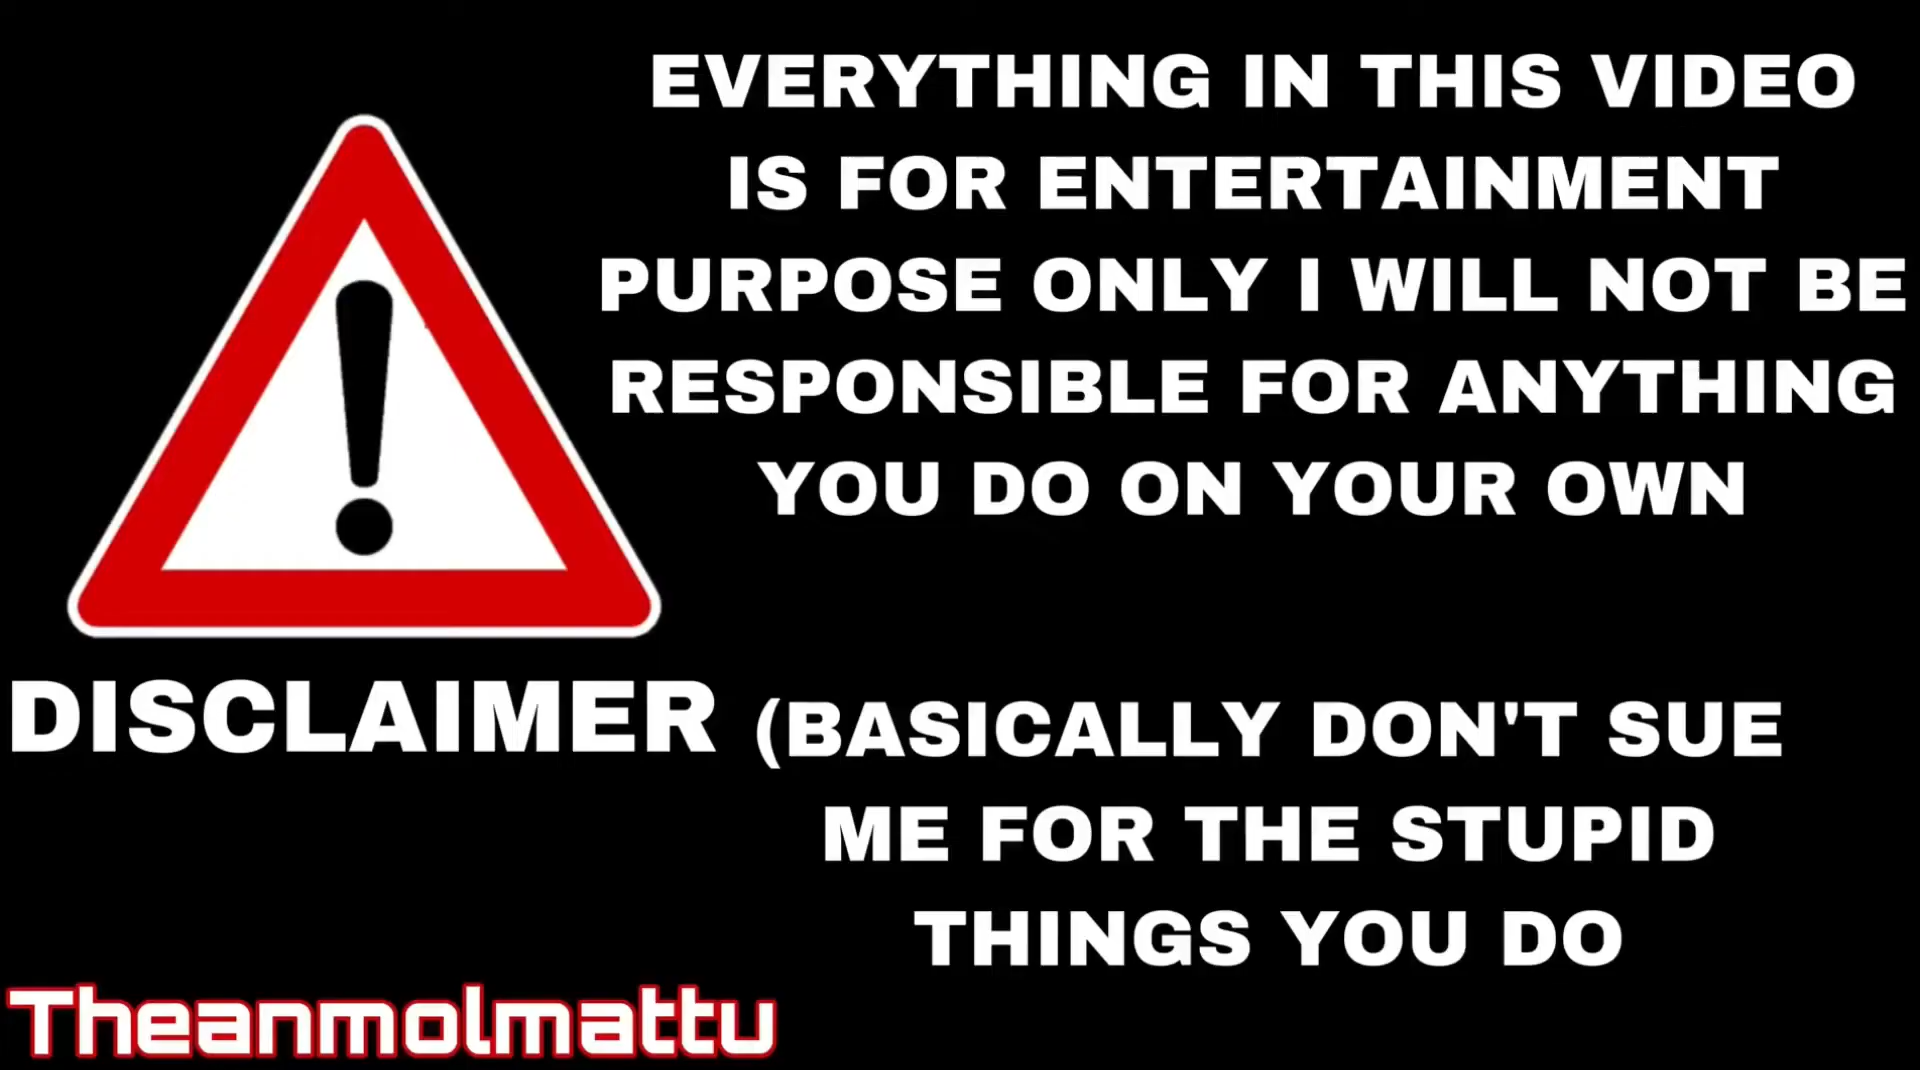 EVERYTHING IN THIS VIDEO
IS FOR ENTERTAINMENT
PURPOSE ONLY I WILL NOT BE
RESPONSIBLE FOR ANYTHING
YOU DO ON YOUR OWN
DISCLAIMER
(BASICALLY DON'T SUE
ME FOR THE STUPID
THINGS YOU DO
Theanmolmattu